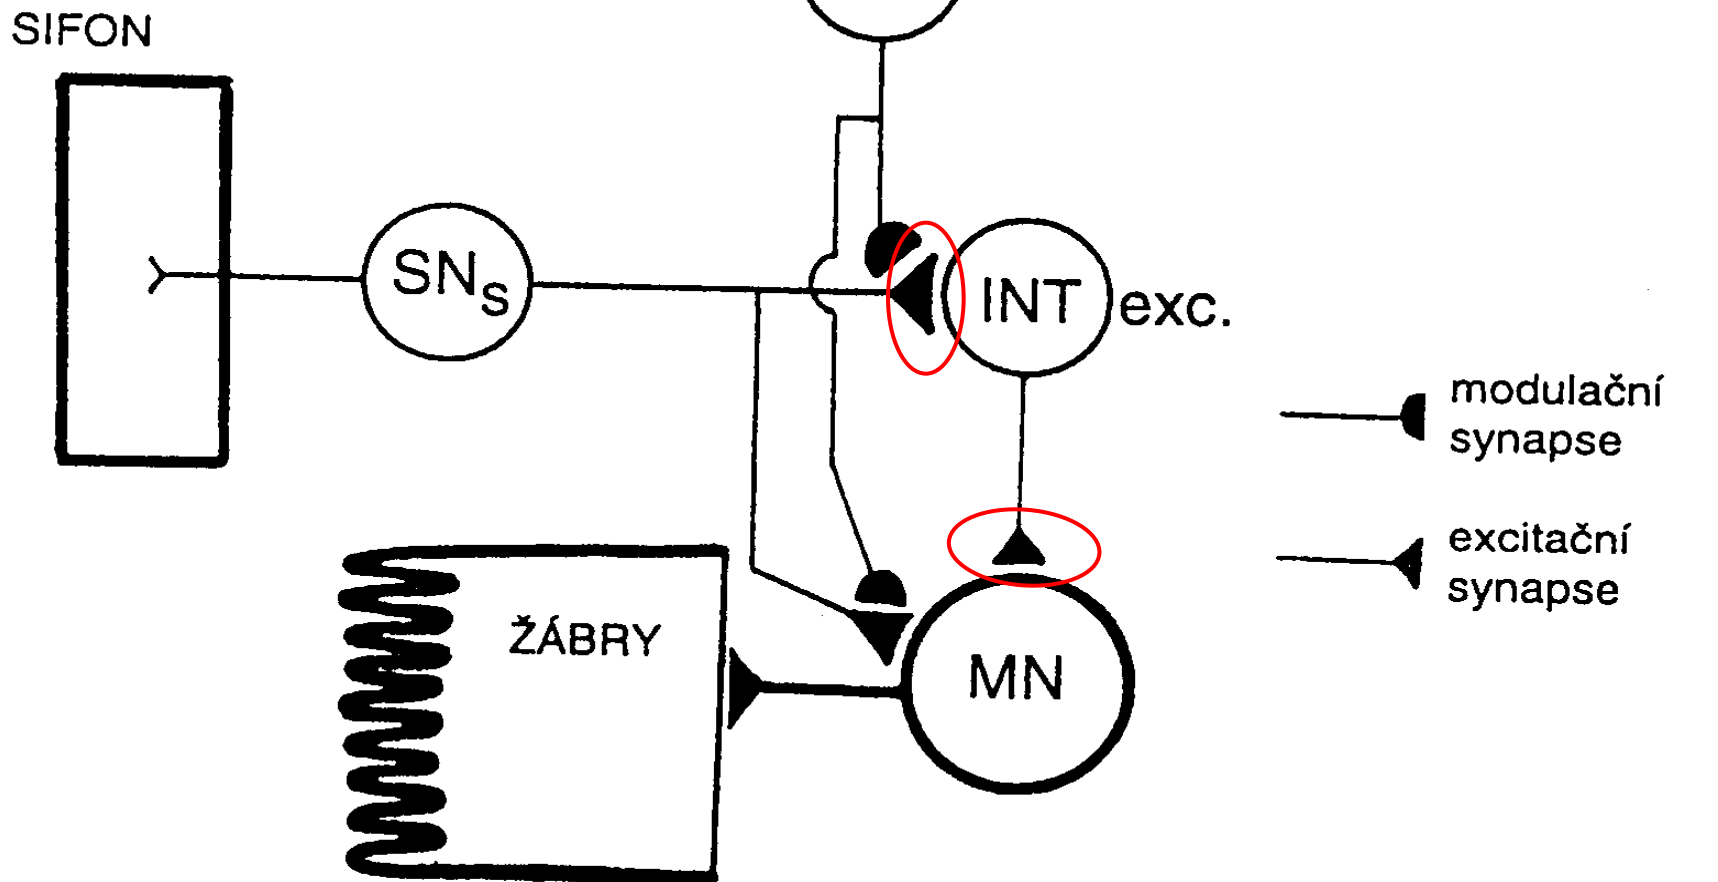 SIFON
SNS
INT exc.
modulační
synapse
excitační
synapse
ŽÁBRY
MN